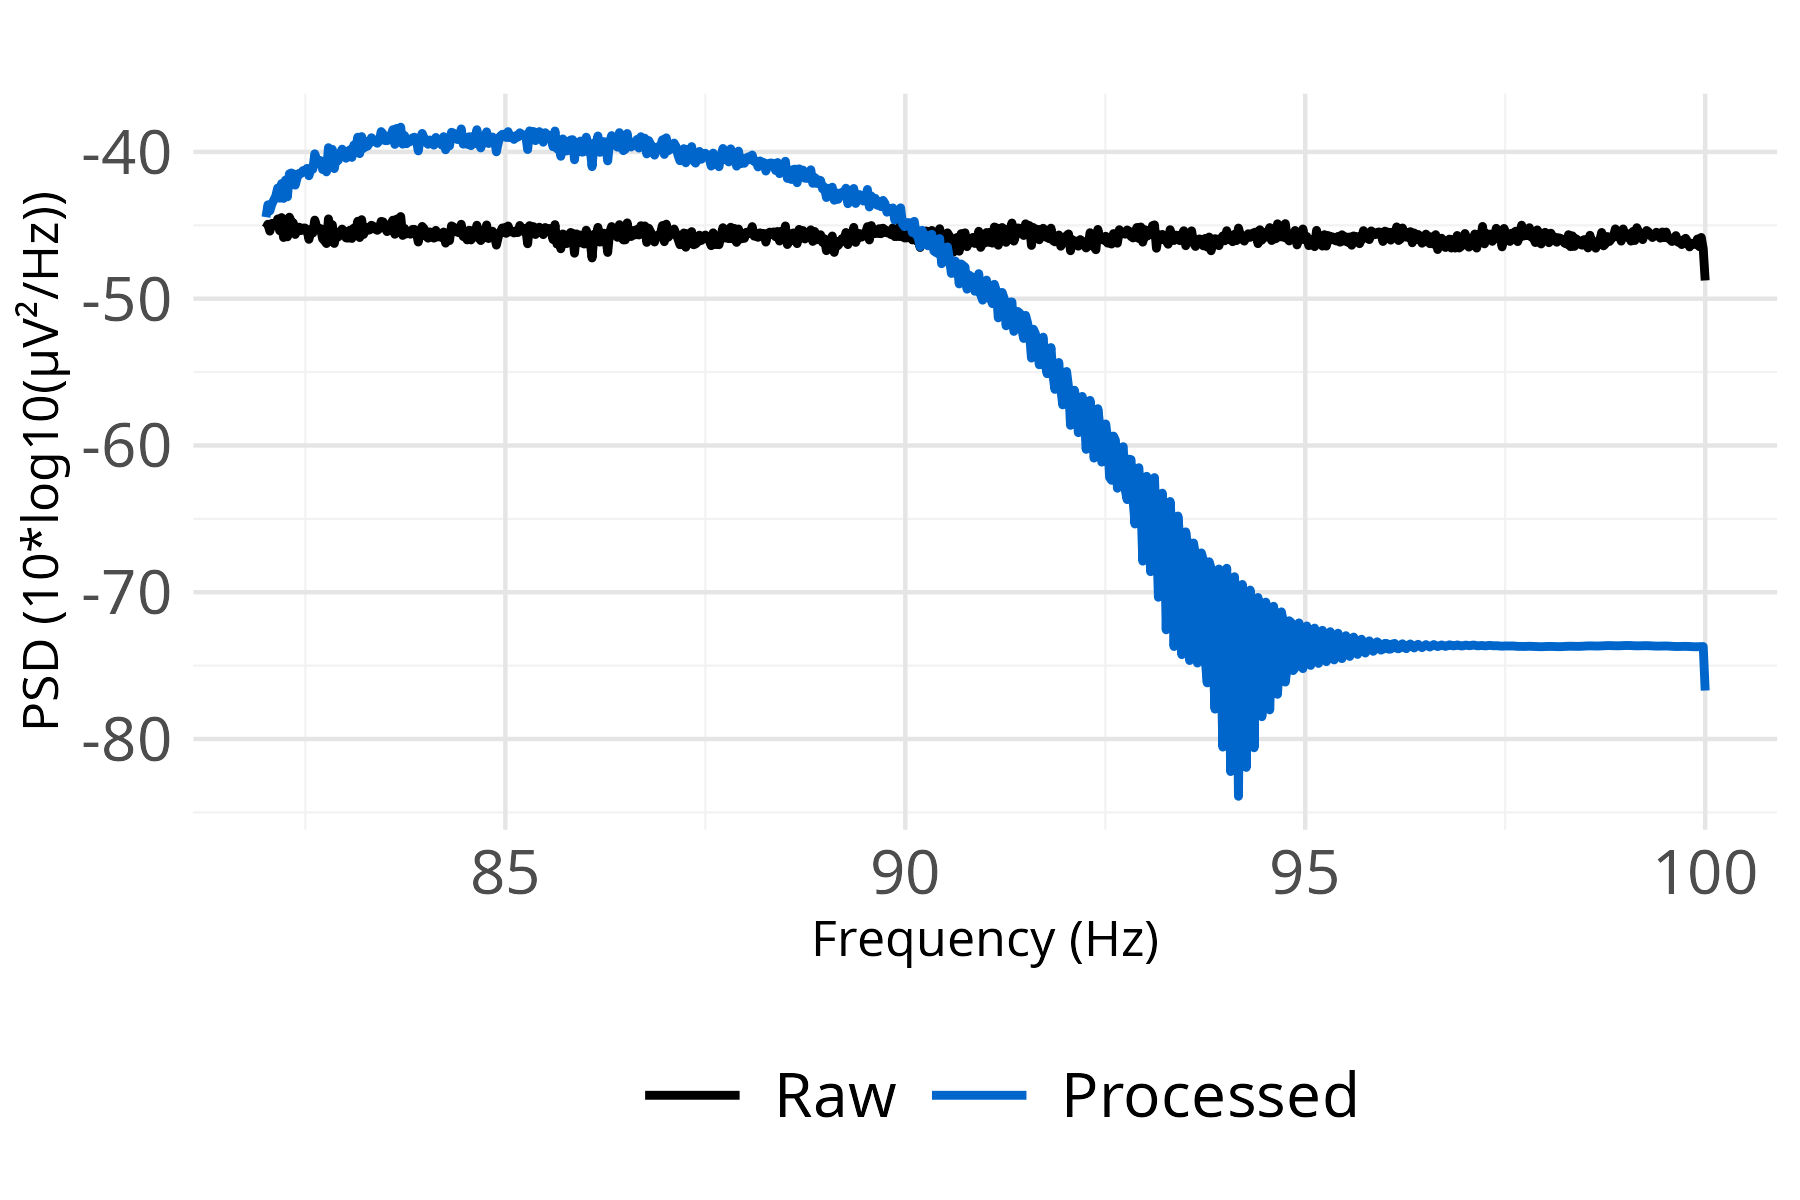 -40
-50
-60
-70
-80
PSD (10*log10(µV²/Hz))
85 90 95 100
Frequency (Hz)
Raw Processed